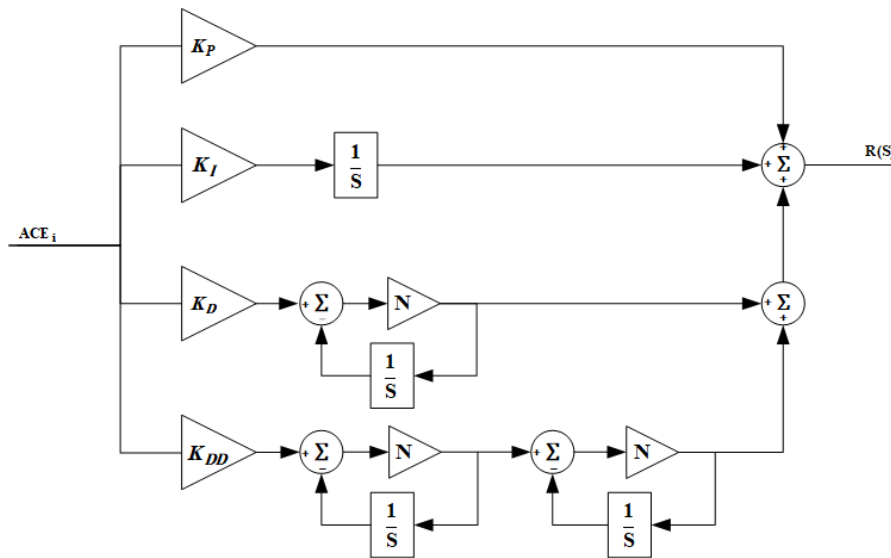 K_P
+
K_I
1
S
+ Σ
+
R(S
ACE_i
K_D
+ Σ
−
N
+ Σ
+
1
S
K_DD
+ Σ
−
N
+ Σ
−
N
1
S
1
S